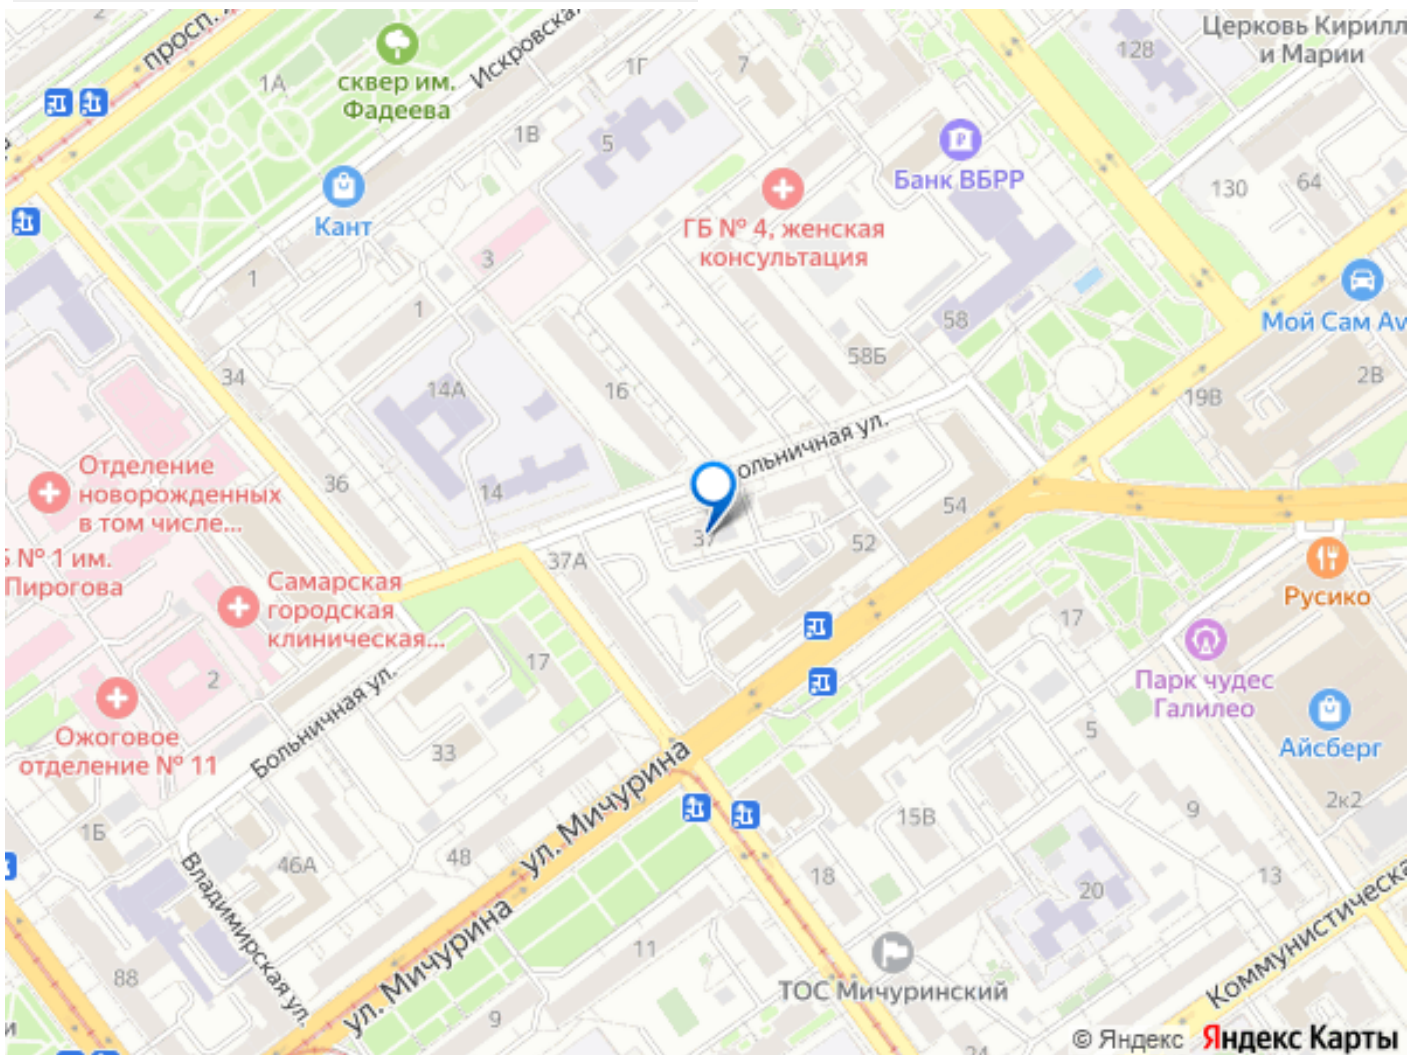 просп.
1А
сквер им.
Фадеева
Искровская
1Г
7
128
Церковь Кирилл
и Марии
1В
5
Банк ВБРР
130
64
Кант
ГБ № 4, женская
консультация
3
1
1
58
Мой Сам Av
58Б
34
14А
16
2В
19В
Больничная ул.
Отделение
новорожденных
в том числе...
36
14
54
37
52
37А
Б № 1 им.
Пирогова
Самарская
городская
клиническая...
Русико
17
17
2
Парк чудес
Галилео
Больничная ул.
5
Ожоговое
отделение № 11
33
Айсберг
ул. Мичурина
2к2
9
15В
1Б
46А
48
18
13
20
Владимирская ул.
ул. Мичурина
11
Коммунистическа
88
ТОС Мичуринский
9
и
24
© Яндекс Яндекс Карты